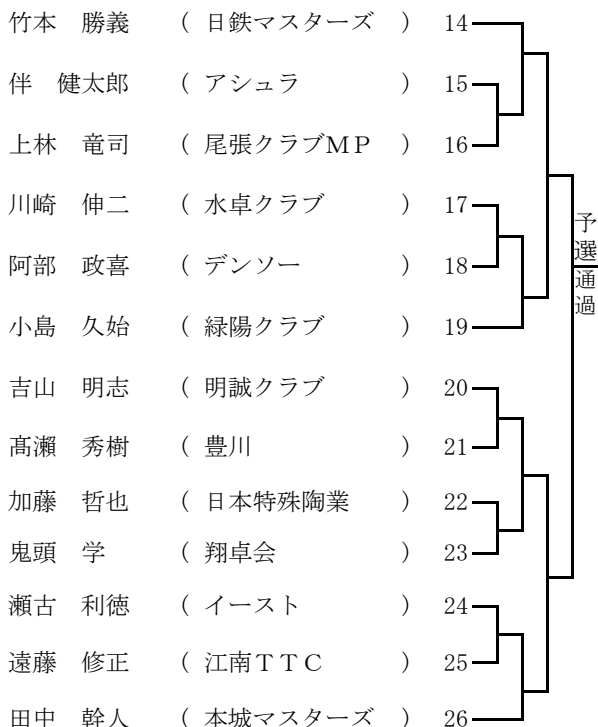 竹本　勝義　（ 日鉄マスターズ　） 14
伴　健太郎　（ アシュラ　） 15
上林　竜司　（ 尾張クラブＭＰ　） 16
川崎　伸二　（ 水卓クラブ　） 17
阿部　政喜　（ デンソー　） 18
小島　久始　（ 緑陽クラブ　） 19
吉山　明志　（ 明誠クラブ　） 20
髙瀨　秀樹　（ 豊川　） 21
加藤　哲也　（ 日本特殊陶業　） 22
鬼頭　学　（ 翔卓会　） 23
瀬古　利徳　（ イースト　） 24
遠藤　修正　（ 江南ＴＴＣ　） 25
田中　幹人　（ 本城マスターズ　） 26
予選通過